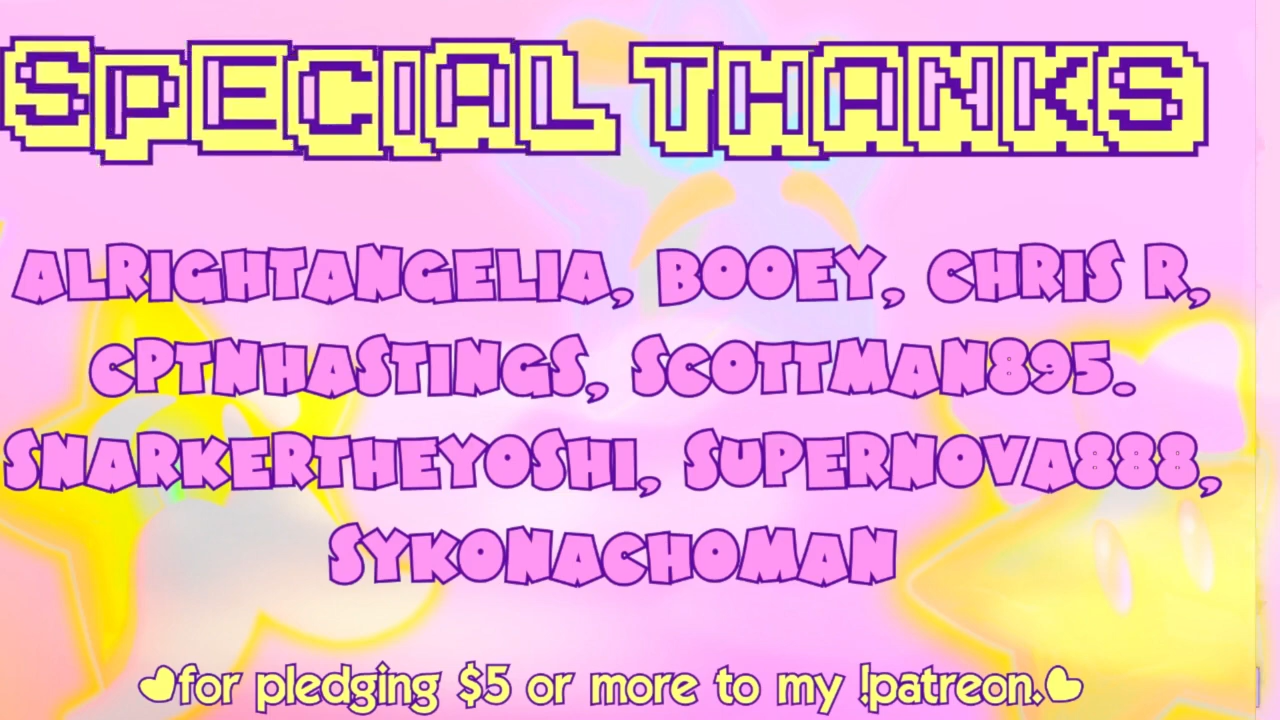 SPECIAL THANKS
ALRIGHTANGELIA, BOOEY, CHRIS R,
CPTNHASTINGS, SCOTTMAN895.
SNARKERTHEYOSHI, SUPERNOVA888,
SYKONACHOMAN
for pledging $5 or more to my !patreon.